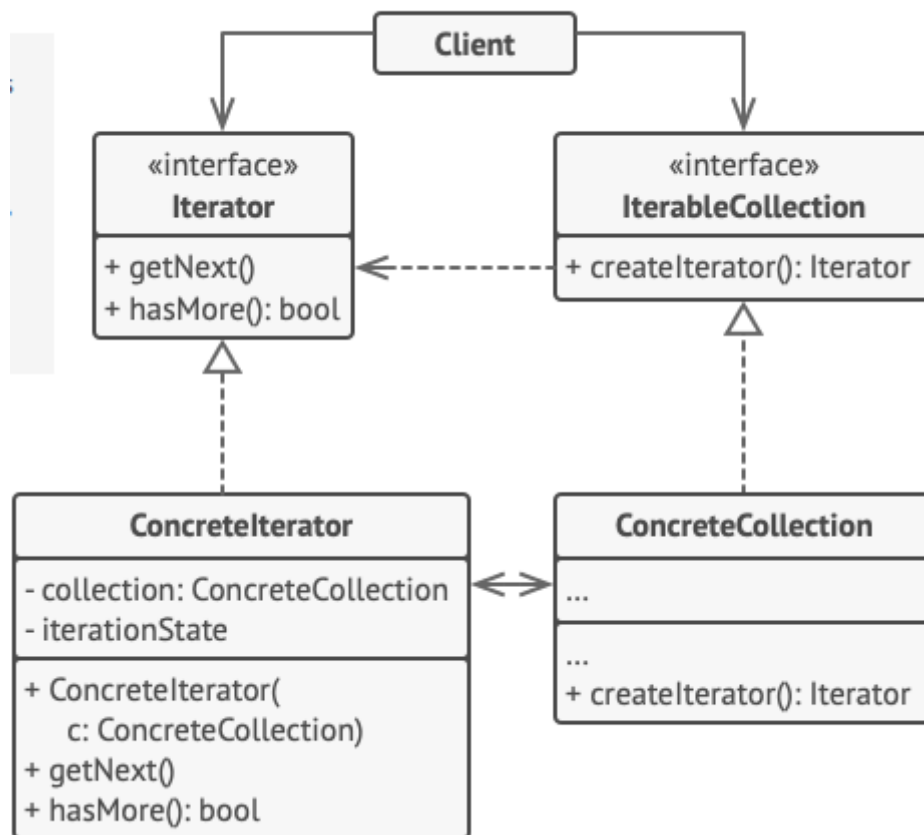 Client
«interface»
Iterator
+ getNext()
+ hasMore(): bool
«interface»
IterableCollection
+ createIterator(): Iterator
ConcreteIterator
- collection: ConcreteCollection
- iterationState
+ ConcreteIterator(
c: ConcreteCollection)
+ getNext()
+ hasMore(): bool
ConcreteCollection
...
...
+ createIterator(): Iterator